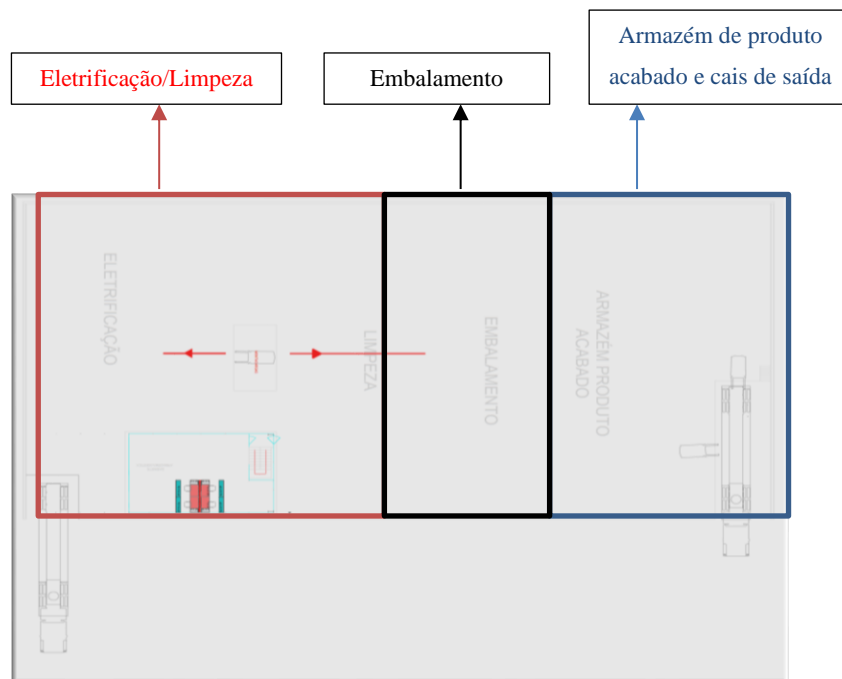 Armazém de produto
acabado e cais de saída
Eletrificação/Limpeza
Embalamento
ELETRIFICAÇÃO
LIMPEZA
EMBALAMENTO
ARMAZÉM PRODUTO
ACABADO